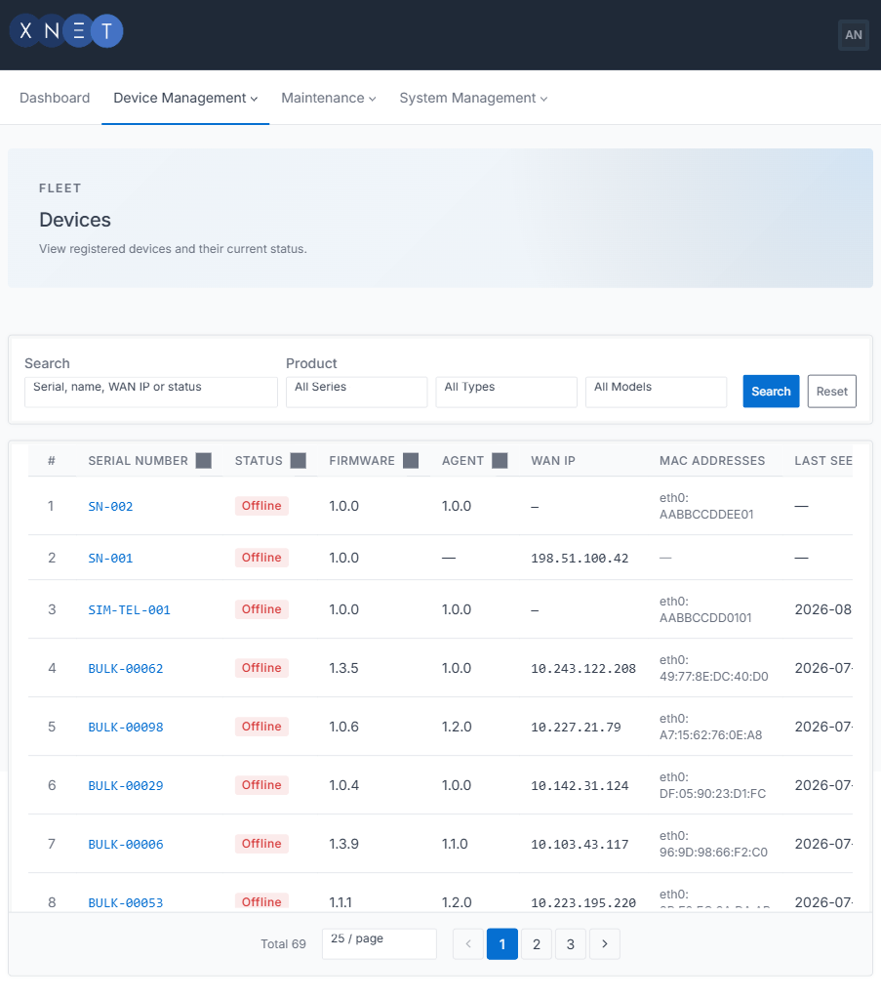 X N E T
AN
Dashboard Device Management Maintenance System Management
FLEET
Devices
View registered devices and their current status.
Search Product
Serial, name, WAN IP or status All Series All Types All Models Search Reset
# SERIAL NUMBER STATUS FIRMWARE AGENT WAN IP MAC ADDRESSES LAST SEE
1 SN-002 Offline 1.0.0 1.0.0 — eth0: AABBCCDDEE01 —
2 SN-001 Offline 1.0.0 — 198.51.100.42 — —
3 SIM-TEL-001 Offline 1.0.0 1.0.0 — eth0: AABBCCDD0101 2026-08
4 BULK-00062 Offline 1.3.5 1.0.0 10.243.122.208 eth0: 49:77:8E:DC:40:D0 2026-07-
5 BULK-00098 Offline 1.0.6 1.2.0 10.227.21.79 eth0: A7:15:62:76:0E:A8 2026-07-
6 BULK-00029 Offline 1.0.4 1.0.0 10.142.31.124 eth0: DF:05:90:23:D1:FC 2026-07-
7 BULK-00006 Offline 1.3.9 1.1.0 10.103.43.117 eth0: 96:9D:98:66:F2:C0 2026-07-
8 BULK-00053 Offline 1.1.1 1.2.0 10.223.195.220 eth0: 2026-07-
Total 69 25 / page 1 2 3